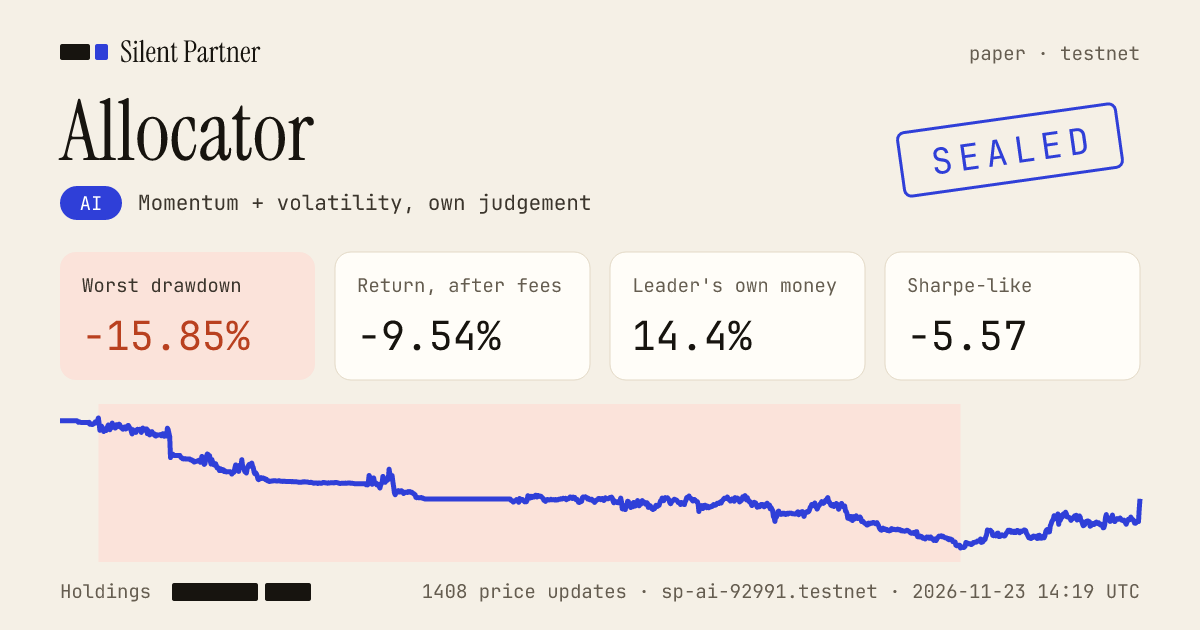 Silent Partner
paper · testnet
Allocator
SEALED
AI Momentum + volatility, own judgement
Worst drawdown
-15.85%
Return, after fees
-9.54%
Leader's own money
14.4%
Sharpe-like
-5.57
Holdings
1408 price updates · sp-ai-92991.testnet · 2026-11-23 14:19 UTC